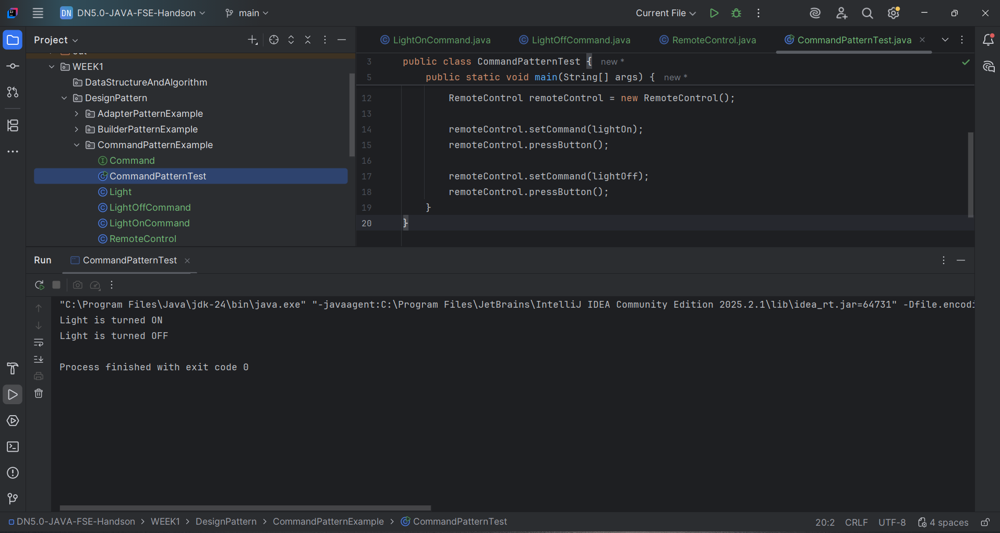 DN DN5.0-JAVA-FSE-Handson main Current File
Project
WEEK1
DataStructureAndAlgorithm
DesignPattern
AdapterPatternExample
BuilderPatternExample
CommandPatternExample
Command
CommandPatternTest
Light
LightOffCommand
LightOnCommand
RemoteControl
LightOnCommand.java LightOffCommand.java RemoteControl.java CommandPatternTest.java
3 public class CommandPatternTest { new *
5 public static void main(String[] args) { new *
12 RemoteControl remoteControl = new RemoteControl();
13
14 remoteControl.setCommand(lightOn);
15 remoteControl.pressButton();
16
17 remoteControl.setCommand(lightOff);
18 remoteControl.pressButton();
19 }
20 }
Run CommandPatternTest
"C:\Program Files\Java\jdk-24\bin\java.exe" "-javaagent:C:\Program Files\JetBrains\IntelliJ IDEA Community Edition 2025.2.1\lib\idea_rt.jar=64731" -Dfile.encodi
Light is turned ON
Light is turned OFF
Process finished with exit code 0
DN5.0-JAVA-FSE-Handson > WEEK1 > DesignPattern > CommandPatternExample > CommandPatternTest 20:2 CRLF UTF-8 4 spaces